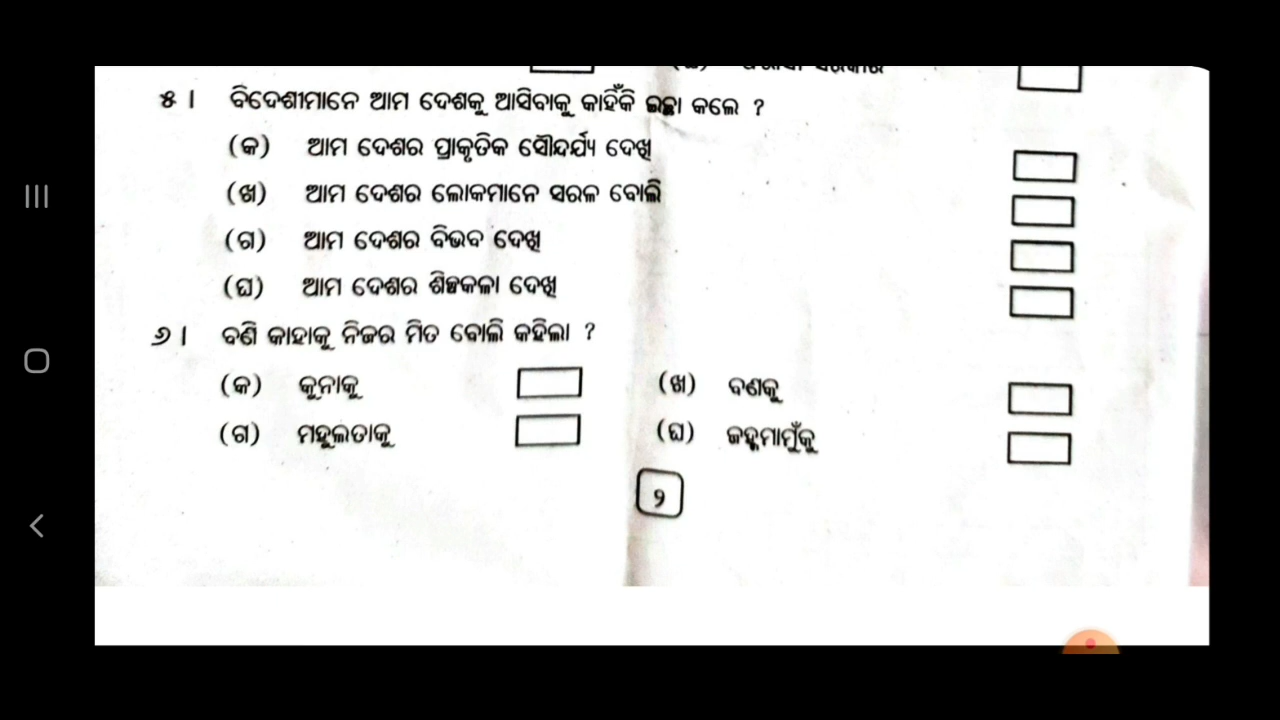 ୫ । ବିଦେଶୀମାନେ ଆମ ଦେଶକୁ ଆସିବାକୁ କାହିଁକି ଇଚ୍ଛା କଲେ ?
(କ) ଆମ ଦେଶର ପ୍ରାକୃତିକ ସୌନ୍ଦର୍ଯ୍ୟ ଦେଖି
(ଖ) ଆମ ଦେଶର ଲୋକମାନେ ସରଳ ବୋଲି
(ଗ) ଆମ ଦେଶର ବିଭବ ଦେଖି
(ଘ) ଆମ ଦେଶର ଶିଳ୍ପକଳା ଦେଖି
୬ । ବଣି କାହାକୁ ନିଜର ମିତ ବୋଲି କହିଲା ?
(କ) କୁନାକୁ (ଖ) ବଣକୁ
(ଗ) ମହୁଲତାକୁ (ଘ) ଜହ୍ନମାମୁଁକୁ
୨